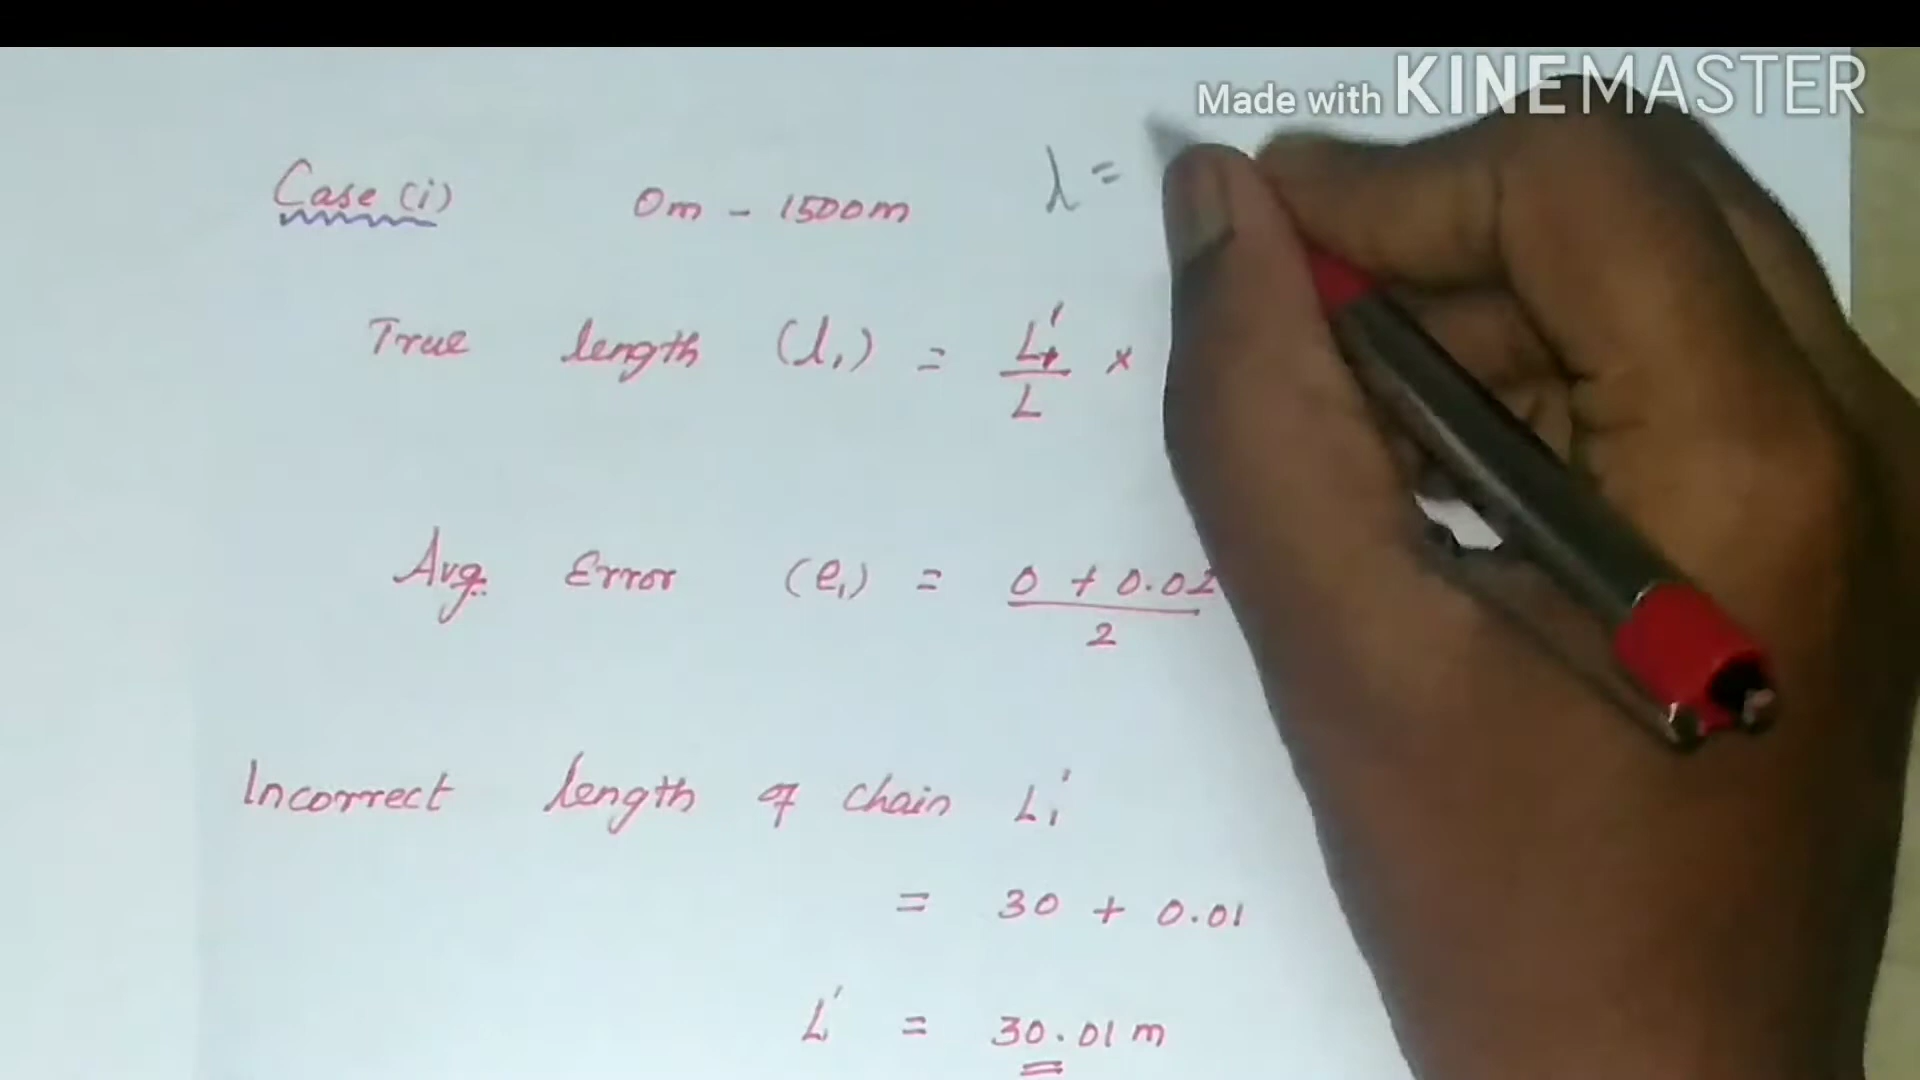 Made with KINEMASTER
Case (i) 0m - 1500m l =
True length (l₁) = L₁' / L ×
Avg. Error (e₁) = 0 + 0.02 / 2
Incorrect length of chain L₁'
= 30 + 0.01
L' = 30.01 m